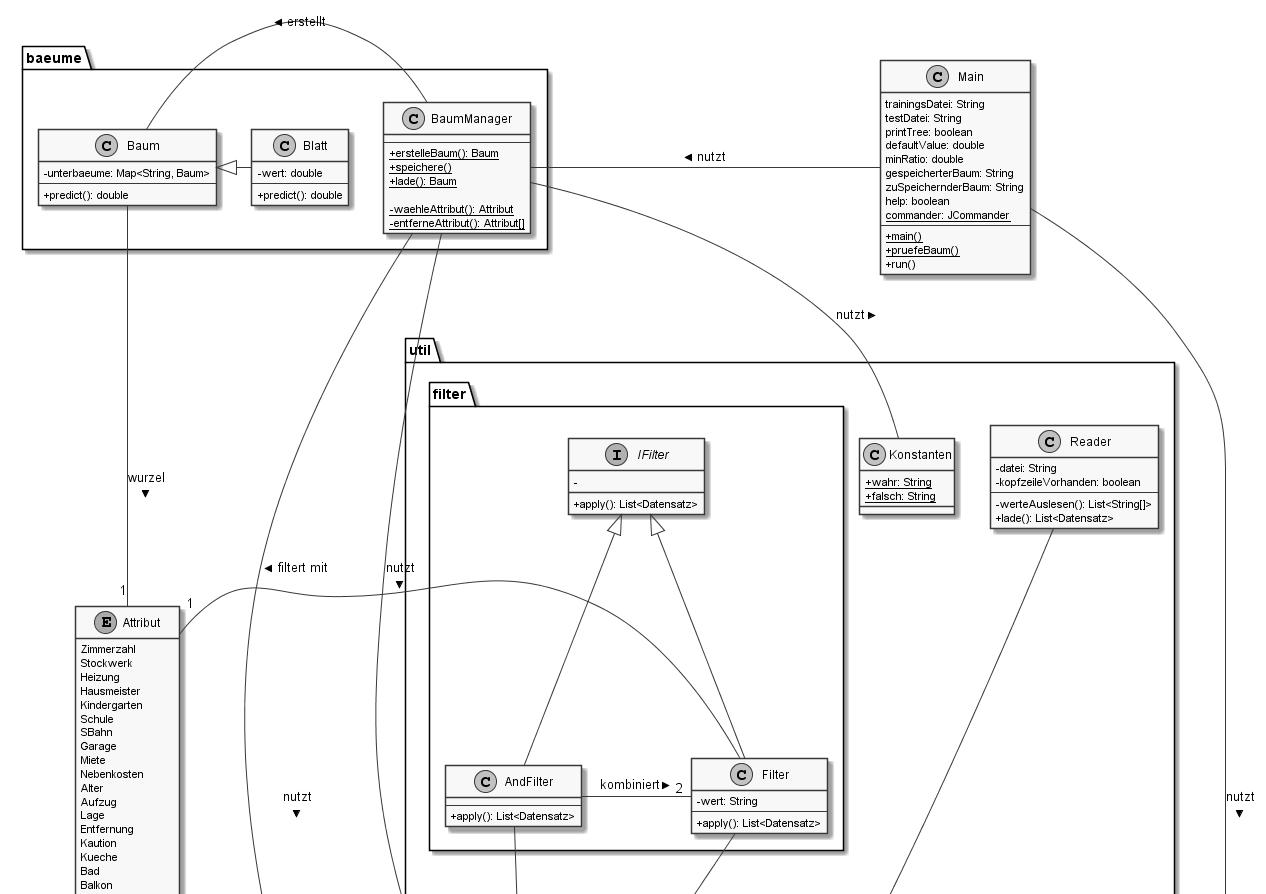 ◄ erstellt
baeume
C Baum
-unterbaeume: Map<String, Baum>
+predict(): double
C Blatt
-wert: double
+predict(): double
C BaumManager
+erstelleBaum(): Baum
+speichere()
+lade(): Baum
-waehleAttribut(): Attribut
-entferneAttribut(): Attribut[]
◄ nutzt
C Main
trainingsDatei: String
testDatei: String
printTree: boolean
defaultValue: double
minRatio: double
gespeicherterBaum: String
zuSpeichernderBaum: String
help: boolean
commander: JCommander
+main()
+pruefeBaum()
+run()
nutzt ►
util
filter
I IFilter
-
+apply(): List<Datensatz>
C Konstanten
+wahr: String
+falsch: String
C Reader
-datei: String
-kopfzeileVorhanden: boolean
-werteAuslesen(): List<String[]>
+lade(): List<Datensatz>
wurzel
▼
◄ filtert mit
nutzt
▼
1
1
E Attribut
Zimmerzahl
Stockwerk
Heizung
Hausmeister
Kindergarten
Schule
SBahn
Garage
Miete
Nebenkosten
Alter
Aufzug
Lage
Entfernung
Kaution
Kueche
Bad
Balkon
nutzt
▼
C AndFilter
+apply(): List<Datensatz>
kombiniert ►
2
C Filter
-wert: String
+apply(): List<Datensatz>
nutzt
▼